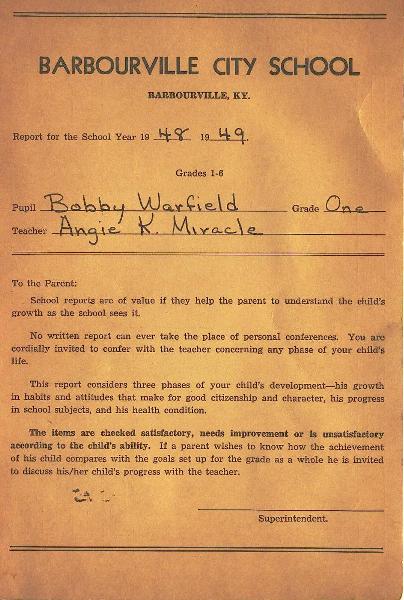 BARBOURVILLE CITY SCHOOL
BARBOURVILLE, KY.
Report for the School Year 19 48 19 49.
Grades 1-6
Pupil Bobby Warfield Grade One
Teacher Angie K. Miracle
To the Parent:
School reports are of value if they help the parent to understand the child's
growth as the school sees it.
No written report can ever take the place of personal conferences. You are
cordially invited to confer with the teacher concerning any phase of your child's
life.
This report considers three phases of your child's development—his growth
in habits and attitudes that make for good citizenship and character, his progress
in school subjects, and his health condition.
The items are checked satisfactory, needs improvement or is unsatisfactory
according to the child's ability. If a parent wishes to know how the achievement
of his child compares with the goals set up for the grade as a whole he is invited
to discuss his/her child's progress with the teacher.
Superintendent.